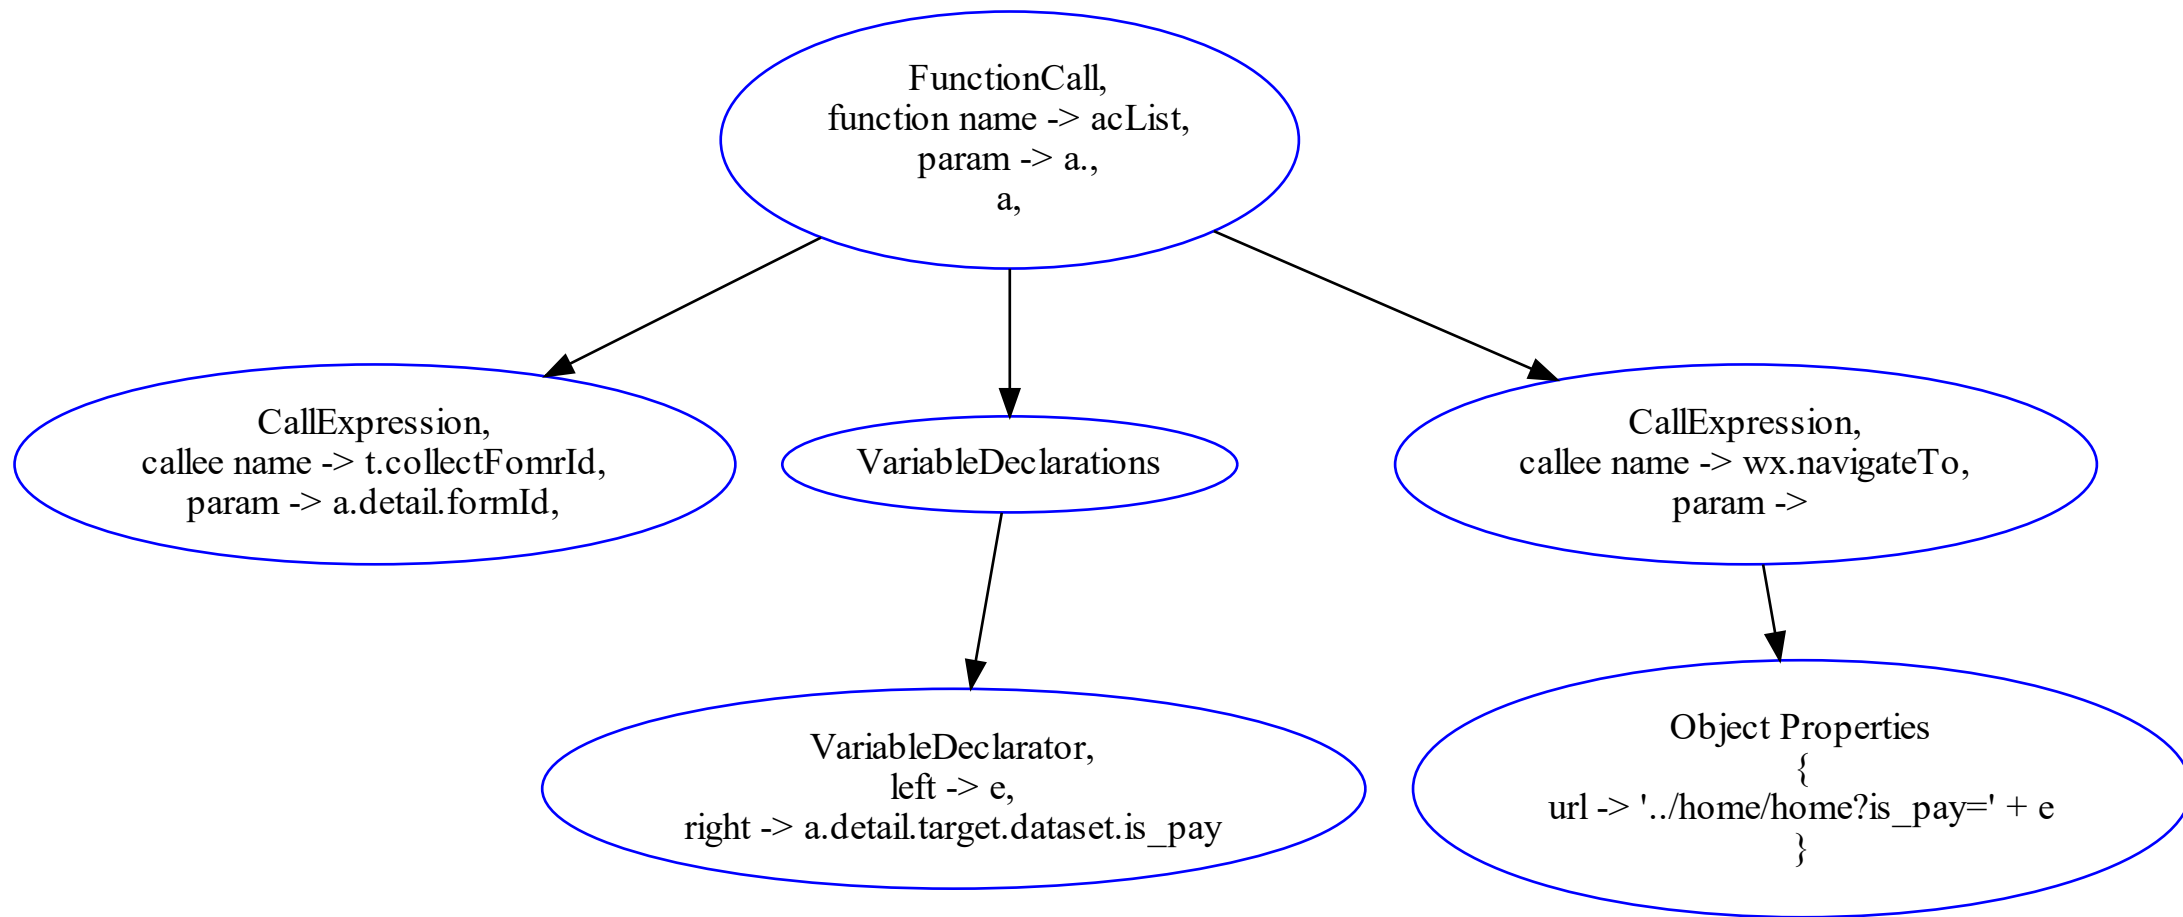 FunctionCall,
function name -> acList,
param -> a.,
a,
CallExpression,
callee name -> t.collectFomrId,
param -> a.detail.formId,
VariableDeclarations
CallExpression,
callee name -> wx.navigateTo,
param ->
VariableDeclarator,
left -> e,
right -> a.detail.target.dataset.is_pay
Object Properties
{
url -> '../home/home?is_pay=' + e
}